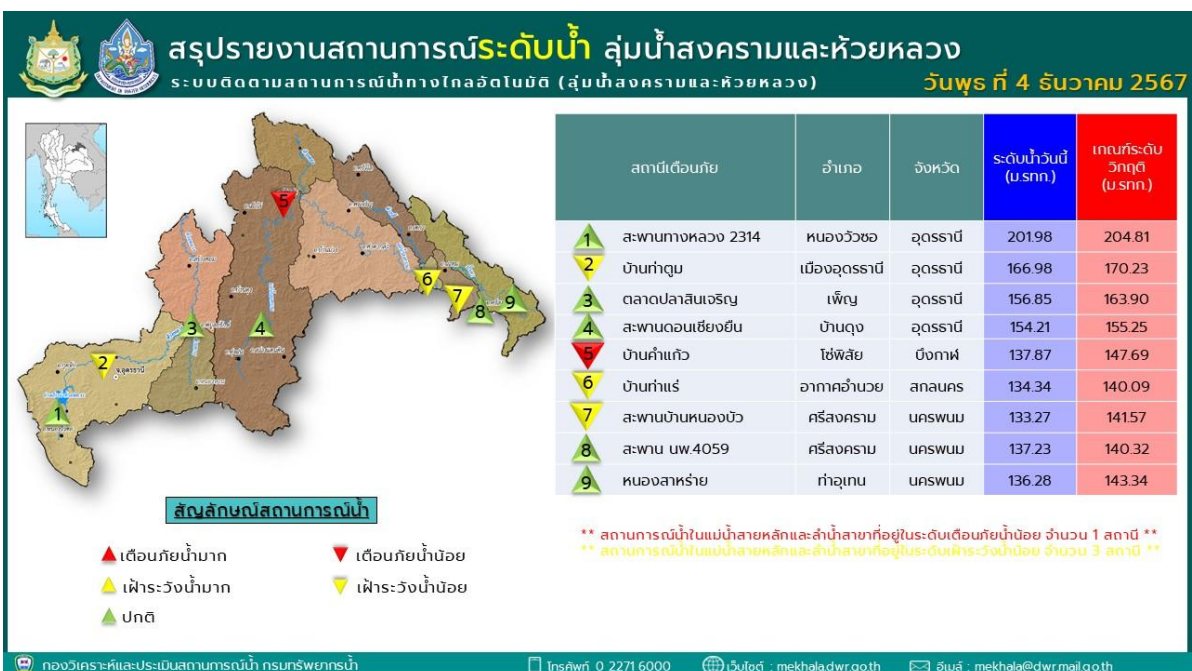 สรุปรายงานสถานการณ์ระดับน้ำ ลุ่มน้ำสงครามและห้วยหลวง
ระบบติดตามสถานการณ์น้ำทางไกลอัตโนมัติ (ลุ่มน้ำสงครามและห้วยหลวง)
วันพุธ ที่ 4 ธันวาคม 2567
สถานีเตือนภัย อำเภอ จังหวัด ระดับน้ำวันนี้ (ม.รทก.) เกณฑ์ระดับวิกฤติ (ม.รทก.)
1 สะพานทางหลวง 2314 หนองวัวซอ อุดรธานี 201.98 204.81
2 บ้านท่าตูม เมืองอุดรธานี อุดรธานี 166.98 170.23
3 ตลาดปลาสินเจริญ เพ็ญ อุดรธานี 156.85 163.90
4 สะพานดอนเชียงยืน บ้านดุง อุดรธานี 154.21 155.25
5 บ้านคำแก้ว โซ่พิสัย บึงกาฬ 137.87 147.69
6 บ้านท่าแร่ อากาศอำนวย สกลนคร 134.34 140.09
7 สะพานบ้านหนองบัว ศรีสงคราม นครพนม 133.27 141.57
8 สะพาน นพ.4059 ศรีสงคราม นครพนม 137.23 140.32
9 หนองสาหร่าย ท่าอุเทน นครพนม 136.28 143.34
5
6
7
8
9
3
4
2
จ.อุดรธานี
1
สัญลักษณ์สถานการณ์น้ำ
เตือนภัยน้ำมาก
เตือนภัยน้ำน้อย
เฝ้าระวังน้ำมาก
เฝ้าระวังน้ำน้อย
ปกติ
** สถานการณ์น้ำในแม่น้ำสายหลักและลำน้ำสาขาที่อยู่ในระดับเตือนภัยน้ำน้อย จำนวน 1 สถานี **
** สถานการณ์น้ำในแม่น้ำสายหลักและลำน้ำสาขาที่อยู่ในระดับเฝ้าระวังน้ำน้อย จำนวน 3 สถานี **
กองวิเคราะห์และประเมินสถานการณ์น้ำ กรมทรัพยากรน้ำ
โทรศัพท์ 0 2271 6000
เว็บไซต์ : mekhala.dwr.go.th
อีเมล์ : mekhala@dwr.mail.go.th